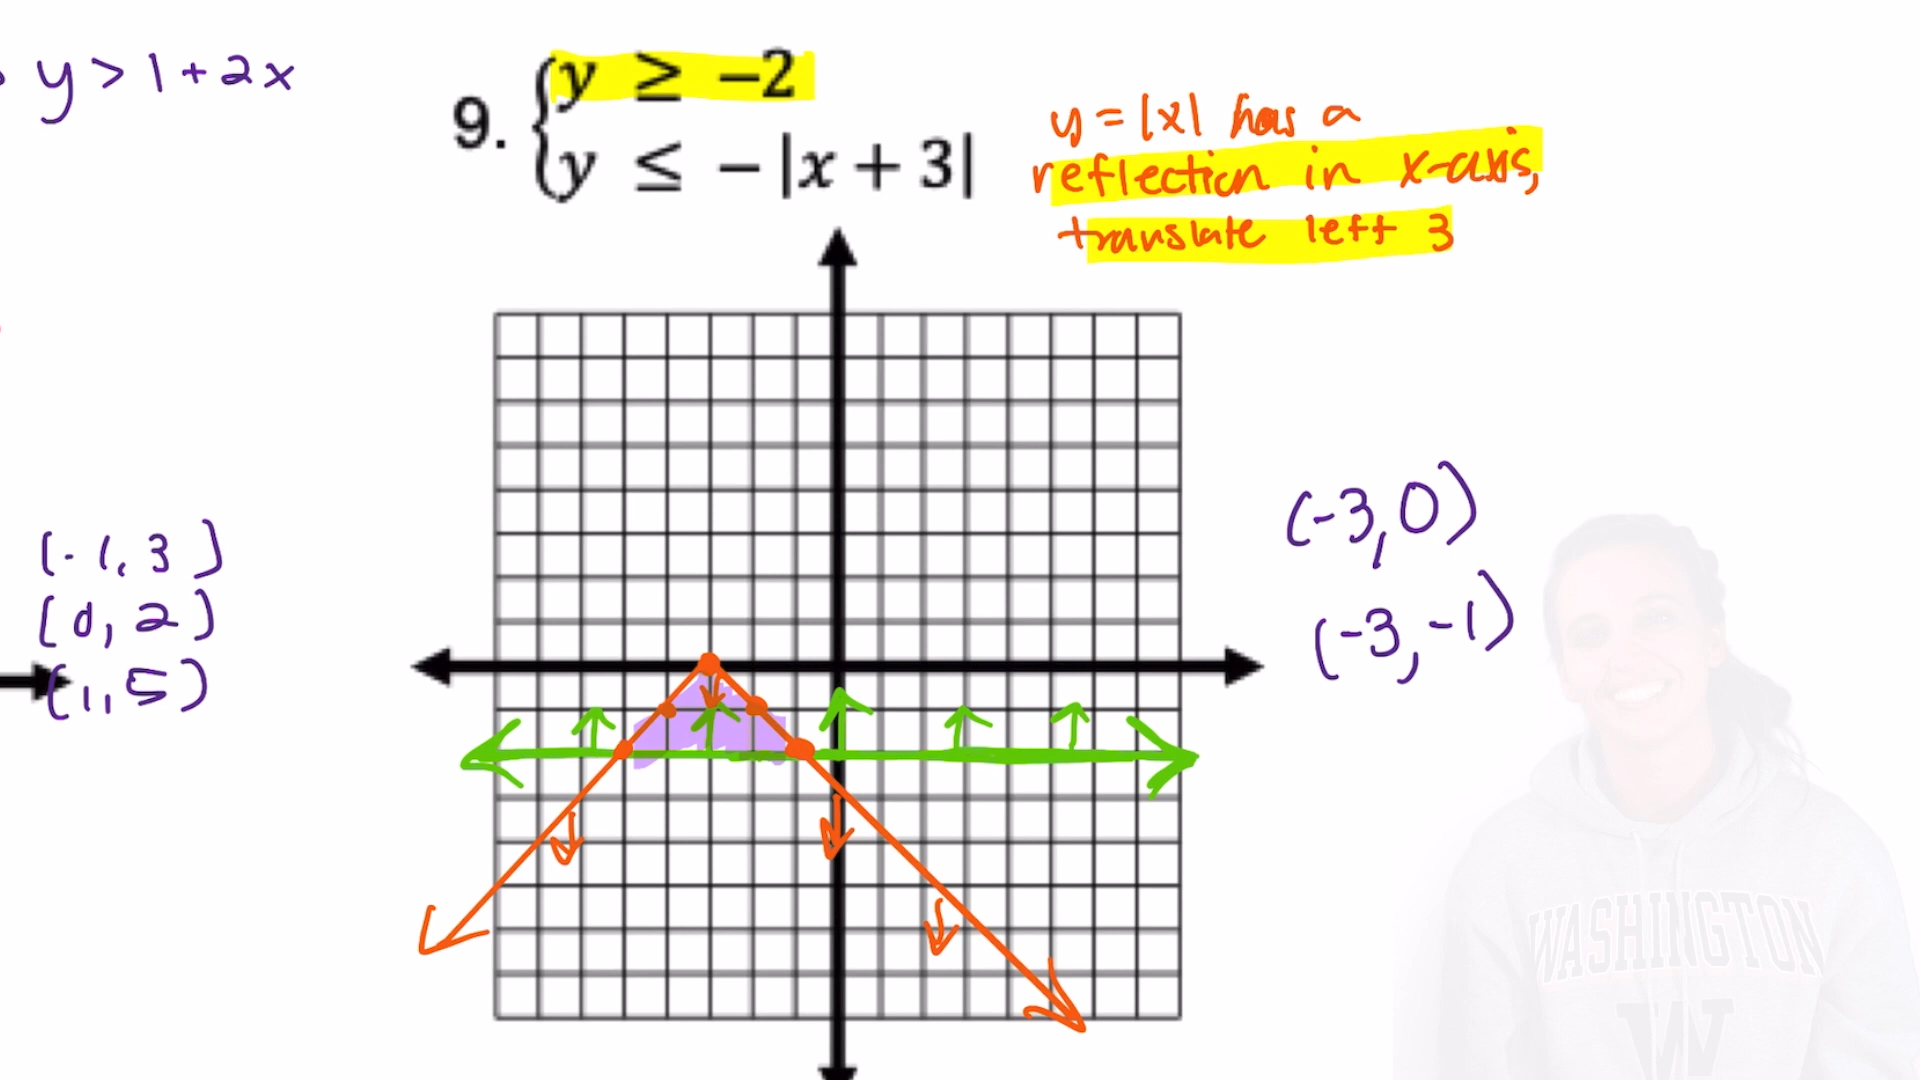 y > 1 + 2x
9. { y ≥ −2
y ≤ −|x + 3|
y = |x| has a
reflection in x-axis,
translate left 3
(-1, 3)
(0, 2)
(1, 5)
(-3, 0)
(-3, -1)
WASHINGTON
W